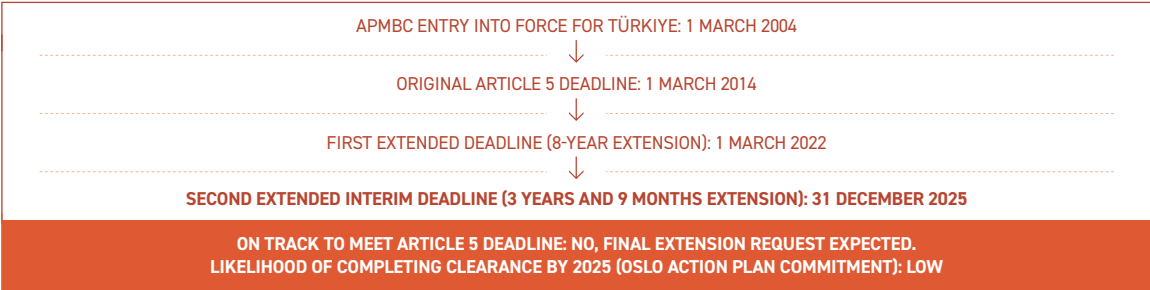 APMBC ENTRY INTO FORCE FOR TÜRKIYE: 1 MARCH 2004
ORIGINAL ARTICLE 5 DEADLINE: 1 MARCH 2014
FIRST EXTENDED DEADLINE (8-YEAR EXTENSION): 1 MARCH 2022
SECOND EXTENDED INTERIM DEADLINE (3 YEARS AND 9 MONTHS EXTENSION): 31 DECEMBER 2025
ON TRACK TO MEET ARTICLE 5 DEADLINE: NO, FINAL EXTENSION REQUEST EXPECTED.
LIKELIHOOD OF COMPLETING CLEARANCE BY 2025 (OSLO ACTION PLAN COMMITMENT): LOW